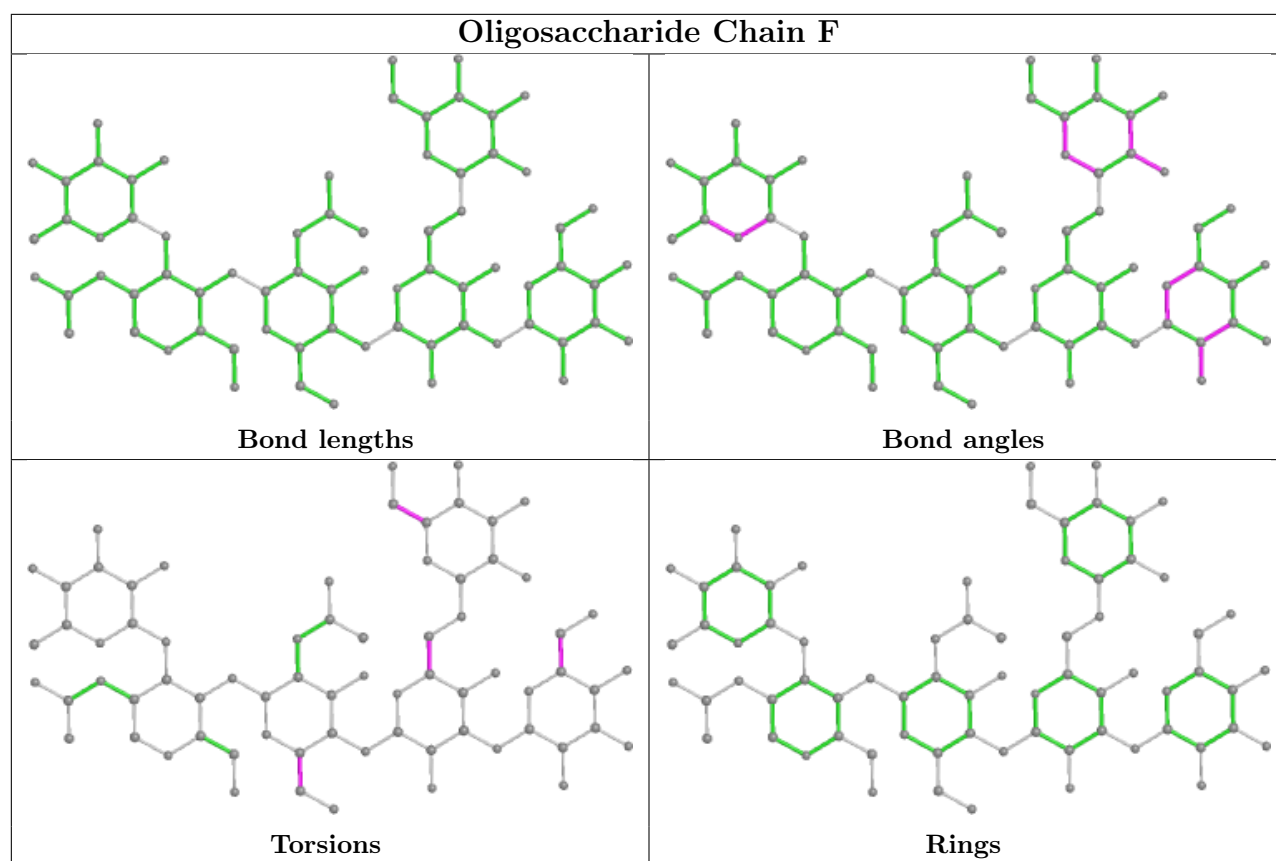 Oligosaccharide Chain F
Bond lengths
Bond angles
Torsions
Rings